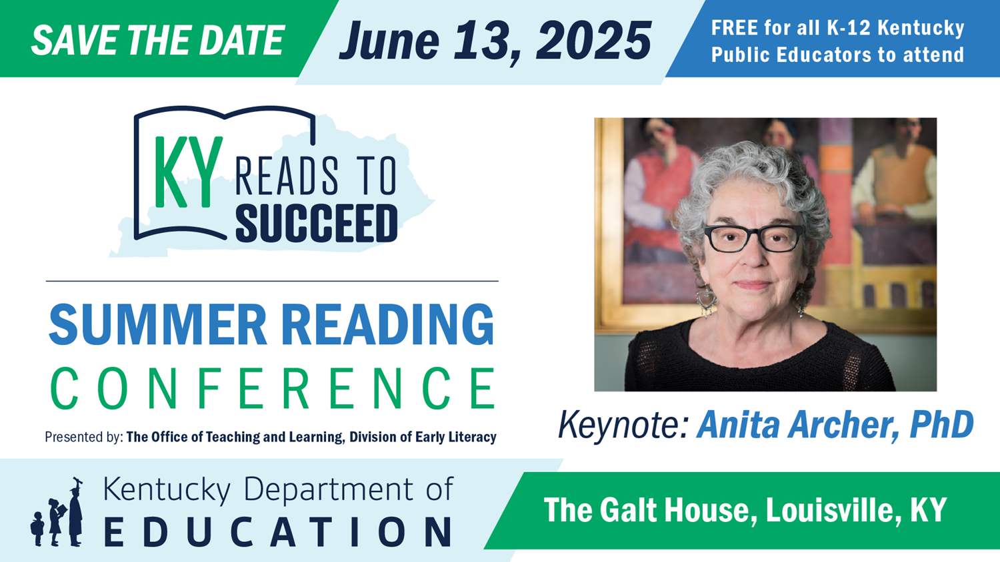 SAVE THE DATE
June 13, 2025
FREE for all K-12 Kentucky
Public Educators to attend
KY READS TO
SUCCEED
SUMMER READING
CONFERENCE
Presented by: The Office of Teaching and Learning, Division of Early Literacy
Keynote: Anita Archer, PhD
Kentucky Department of
EDUCATION
The Galt House, Louisville, KY